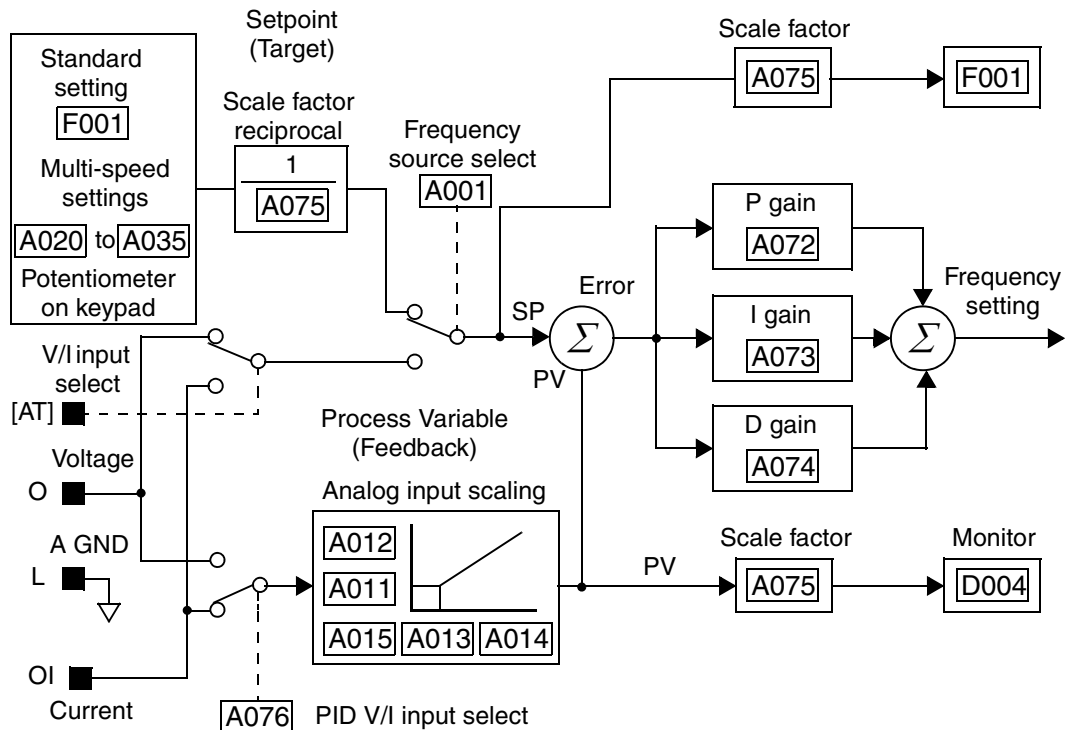 Setpoint
(Target)
Scale factor
A075
F001
Standard
setting
F001
Multi-speed
settings
A020 to A035
Potentiometer
on keypad
Scale factor
reciprocal
1
A075
Frequency
source select
A001
P gain
A072
I gain
A073
D gain
A074
Frequency
setting
SP
Error
Σ
PV
Σ
V/I input
select
[AT]
Voltage
O
A GND
L
OI
Current
Process Variable
(Feedback)
Analog input scaling
A012
A011
A015 A013 A014
A076 PID V/I input select
PV
Scale factor
A075
Monitor
D004